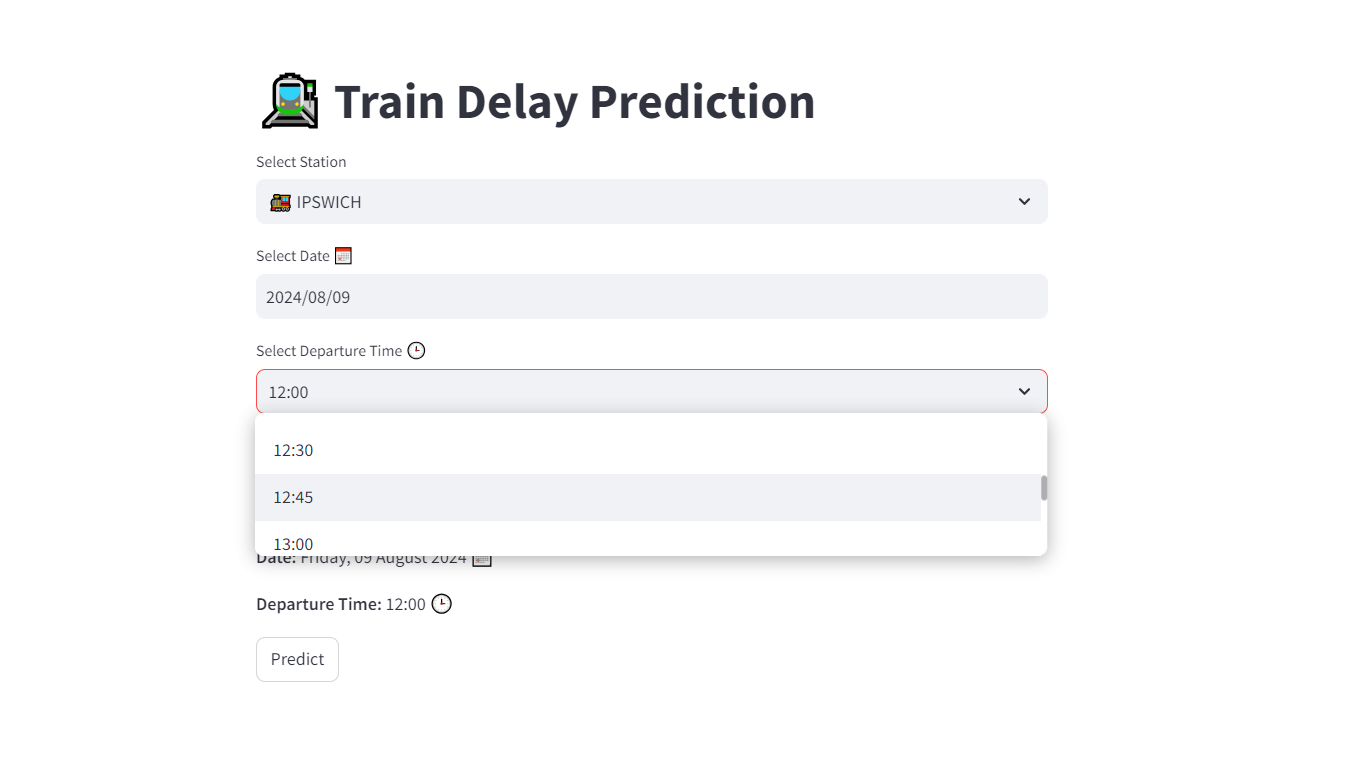 Train Delay Prediction
Select Station
IPSWICH
Select Date
2024/08/09
Select Departure Time
12:00
12:30
12:45
13:00
Date: Friday, 09 August 2024
Departure Time: 12:00
Predict